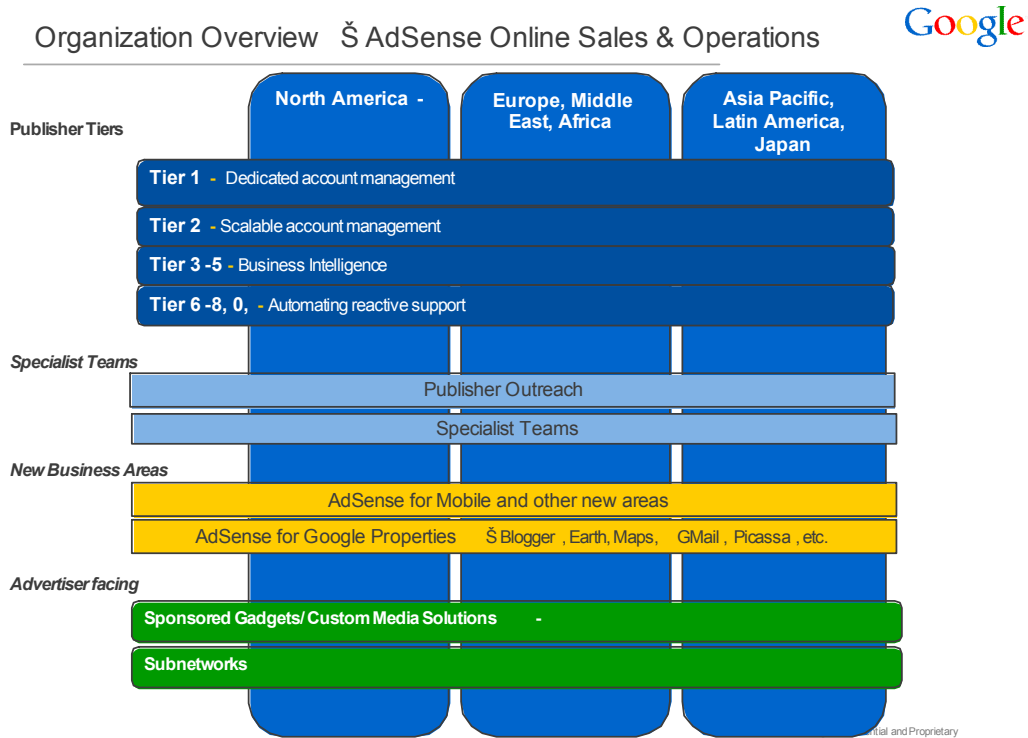 Google
Organization Overview Š AdSense Online Sales & Operations
North America -
Europe, Middle
East, Africa
Asia Pacific,
Latin America,
Japan
Publisher Tiers
Tier 1 - Dedicated account management
Tier 2 - Scalable account management
Tier 3 -5 - Business Intelligence
Tier 6 -8, 0, - Automating reactive support
Specialist Teams
Publisher Outreach
Specialist Teams
New Business Areas
AdSense for Mobile and other new areas
AdSense for Google Properties Š Blogger , Earth, Maps, GMail , Picassa , etc.
Advertiser facing
Sponsored Gadgets/ Custom Media Solutions -
Subnetworks
and Proprietary